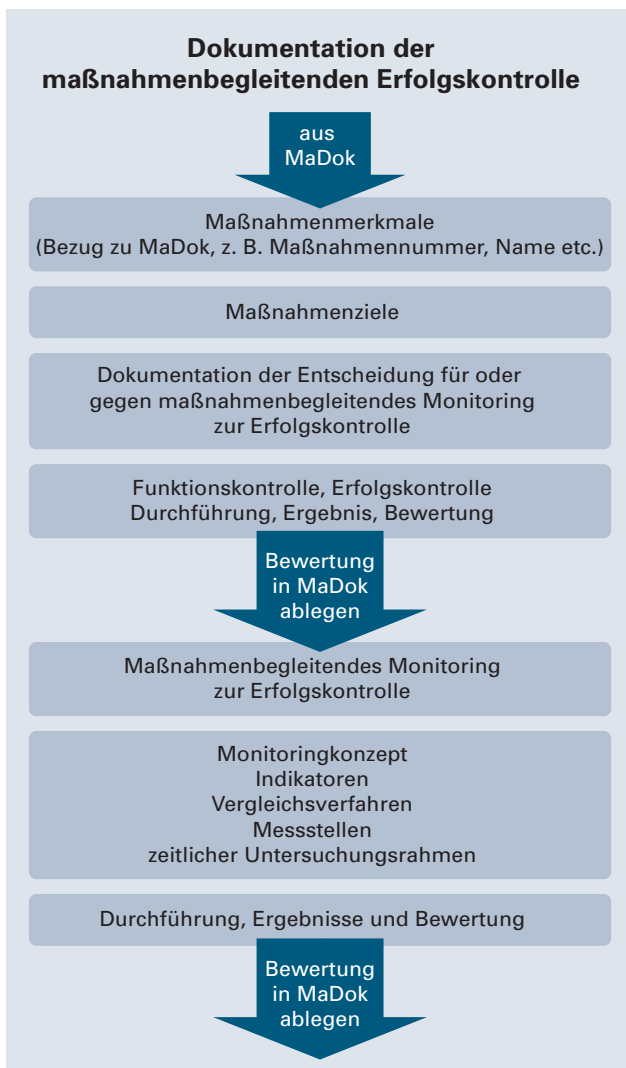 Dokumentation der
maßnahmenbegleitenden Erfolgskontrolle
aus
MaDok
Maßnahmenmerkmale
(Bezug zu MaDok, z. B. Maßnahmennummer, Name etc.)
Maßnahmenziele
Dokumentation der Entscheidung für oder
gegen maßnahmenbegleitendes Monitoring
zur Erfolgskontrolle
Funktionskontrolle, Erfolgskontrolle
Durchführung, Ergebnis, Bewertung
Bewertung
in MaDok
ablegen
Maßnahmenbegleitendes Monitoring
zur Erfolgskontrolle
Monitoringkonzept
Indikatoren
Vergleichsverfahren
Messstellen
zeitlicher Untersuchungsrahmen
Durchführung, Ergebnisse und Bewertung
Bewertung
in MaDok
ablegen